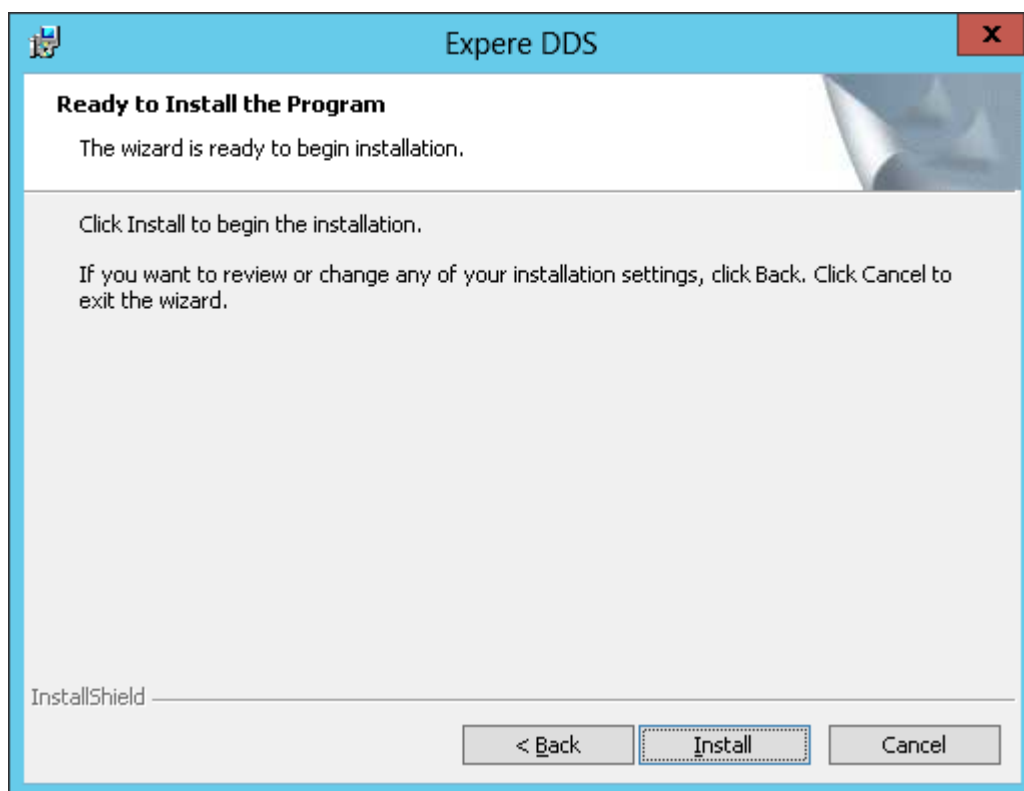 Expere DDS
x
Ready to Install the Program
The wizard is ready to begin installation.
Click Install to begin the installation.
If you want to review or change any of your installation settings, click Back. Click Cancel to
exit the wizard.
InstallShield
< Back
Install
Cancel